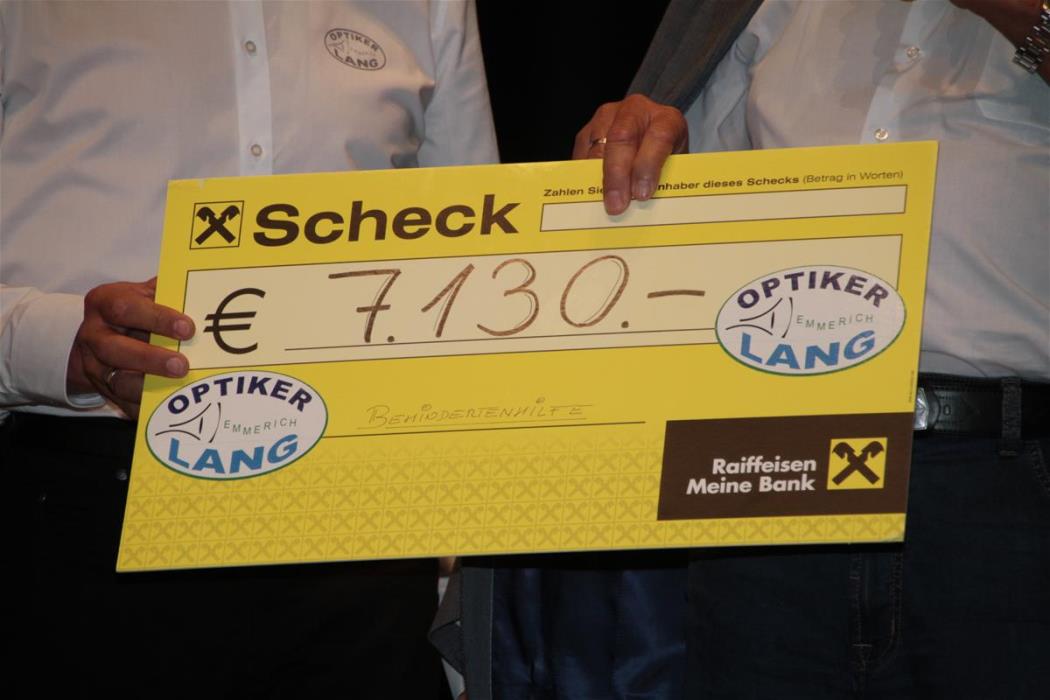 OPTIKER
LANG
Zahlen Sie dieses Schecks (Betrag in Worten)
Scheck
€ 7.130.–
OPTIKER
EMMERICH
LANG
OPTIKER
EMMERICH
LANG
BEHINDERTENHILFE
Raiffeisen
Meine Bank